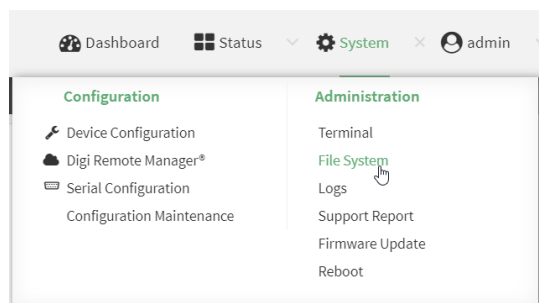 Dashboard Status System admin
Configuration
Device Configuration
Digi Remote Manager®
Serial Configuration
Configuration Maintenance
Administration
Terminal
File System
Logs
Support Report
Firmware Update
Reboot